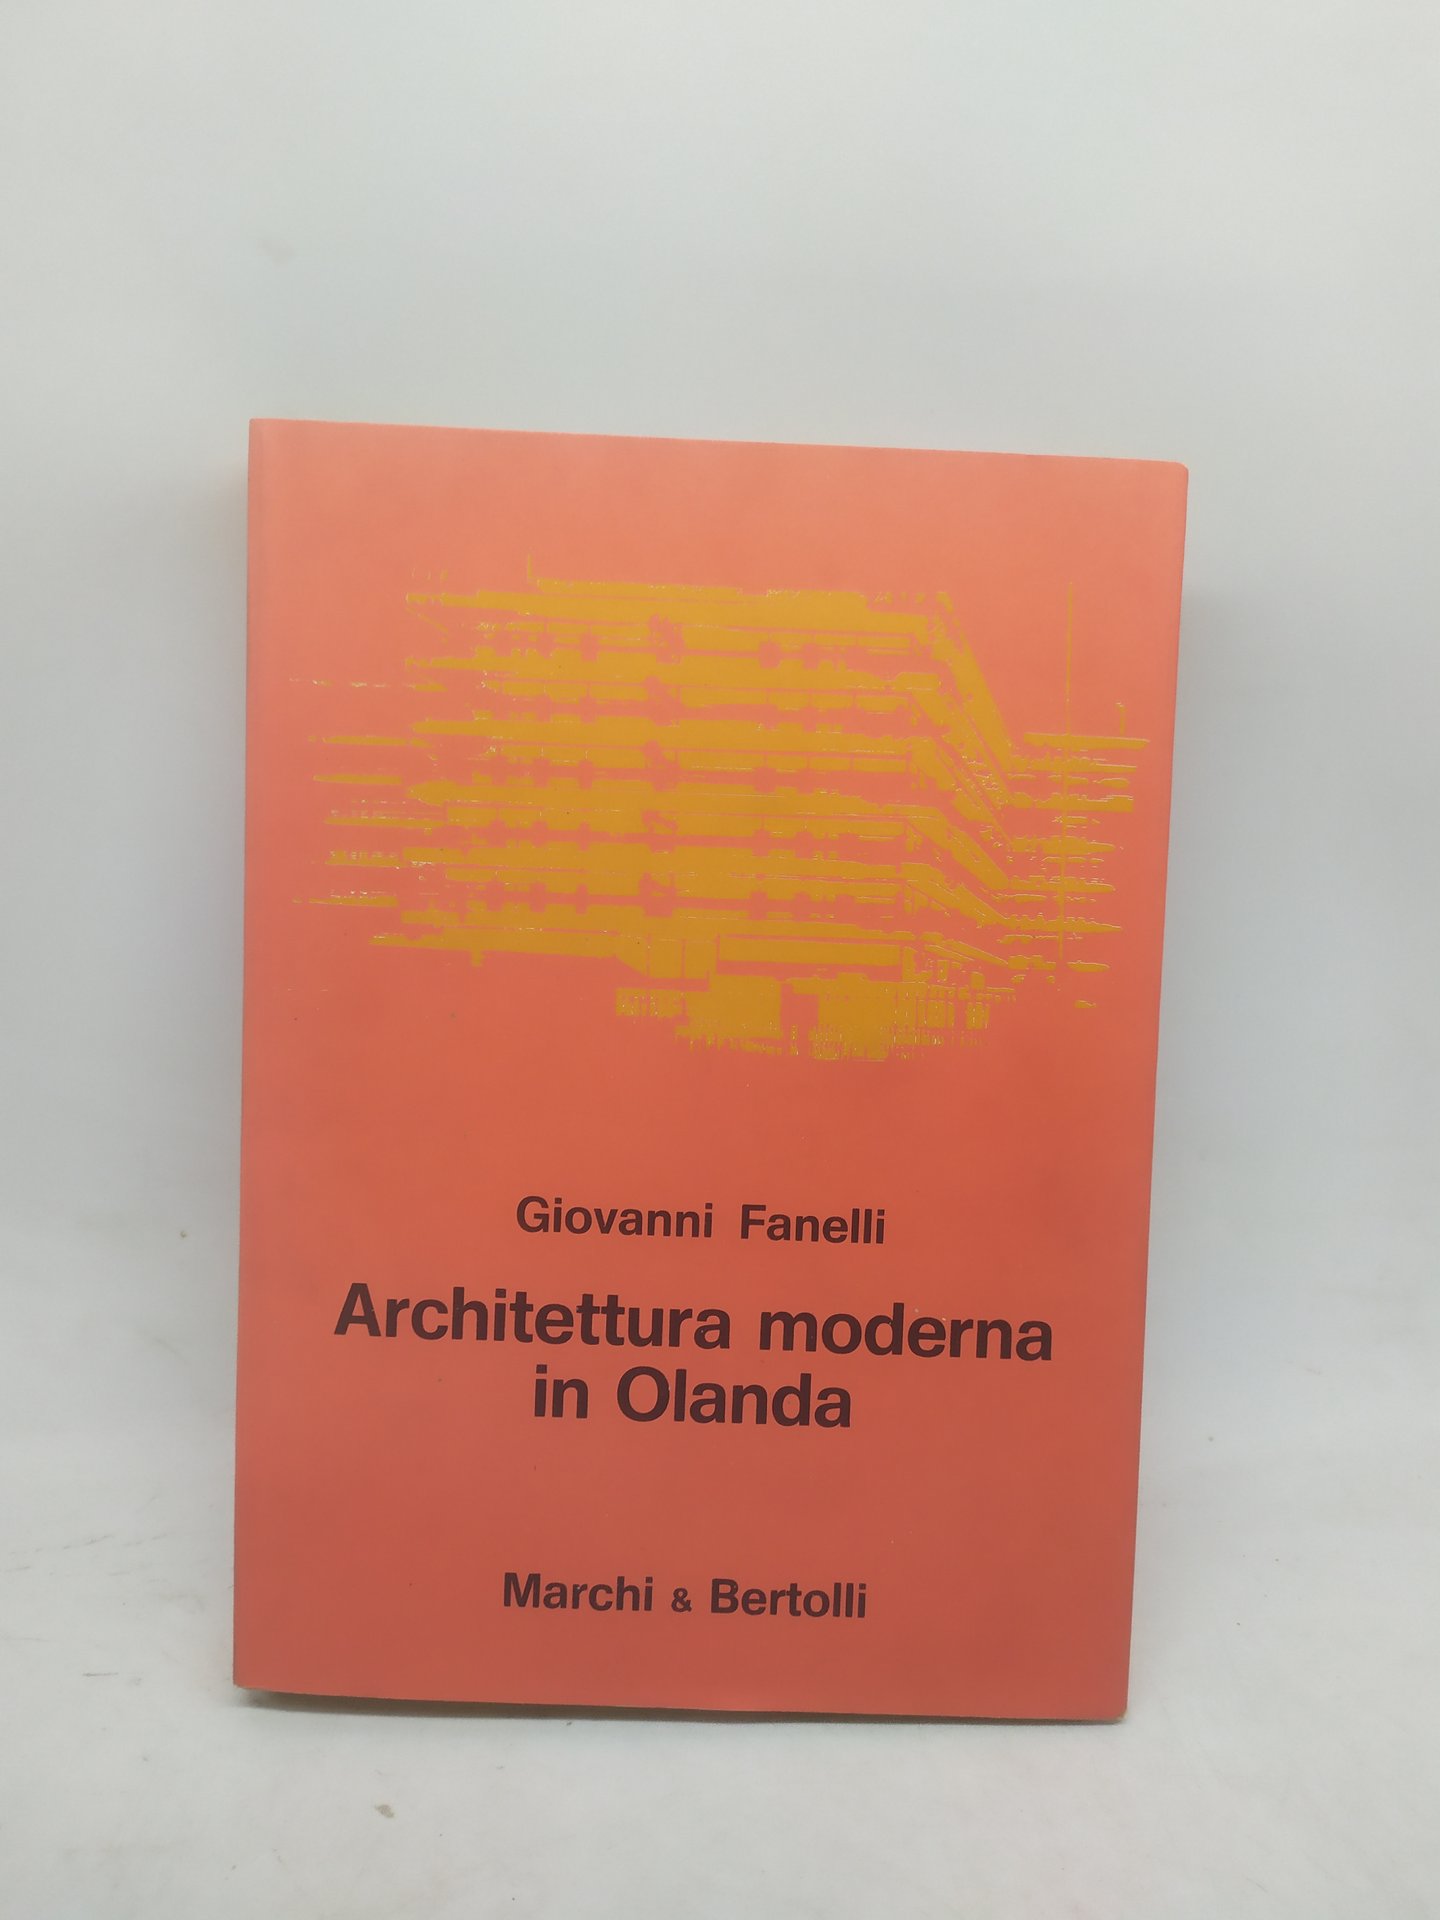 Giovanni Fanelli
Architettura moderna
in Olanda
Marchi & Bertolli